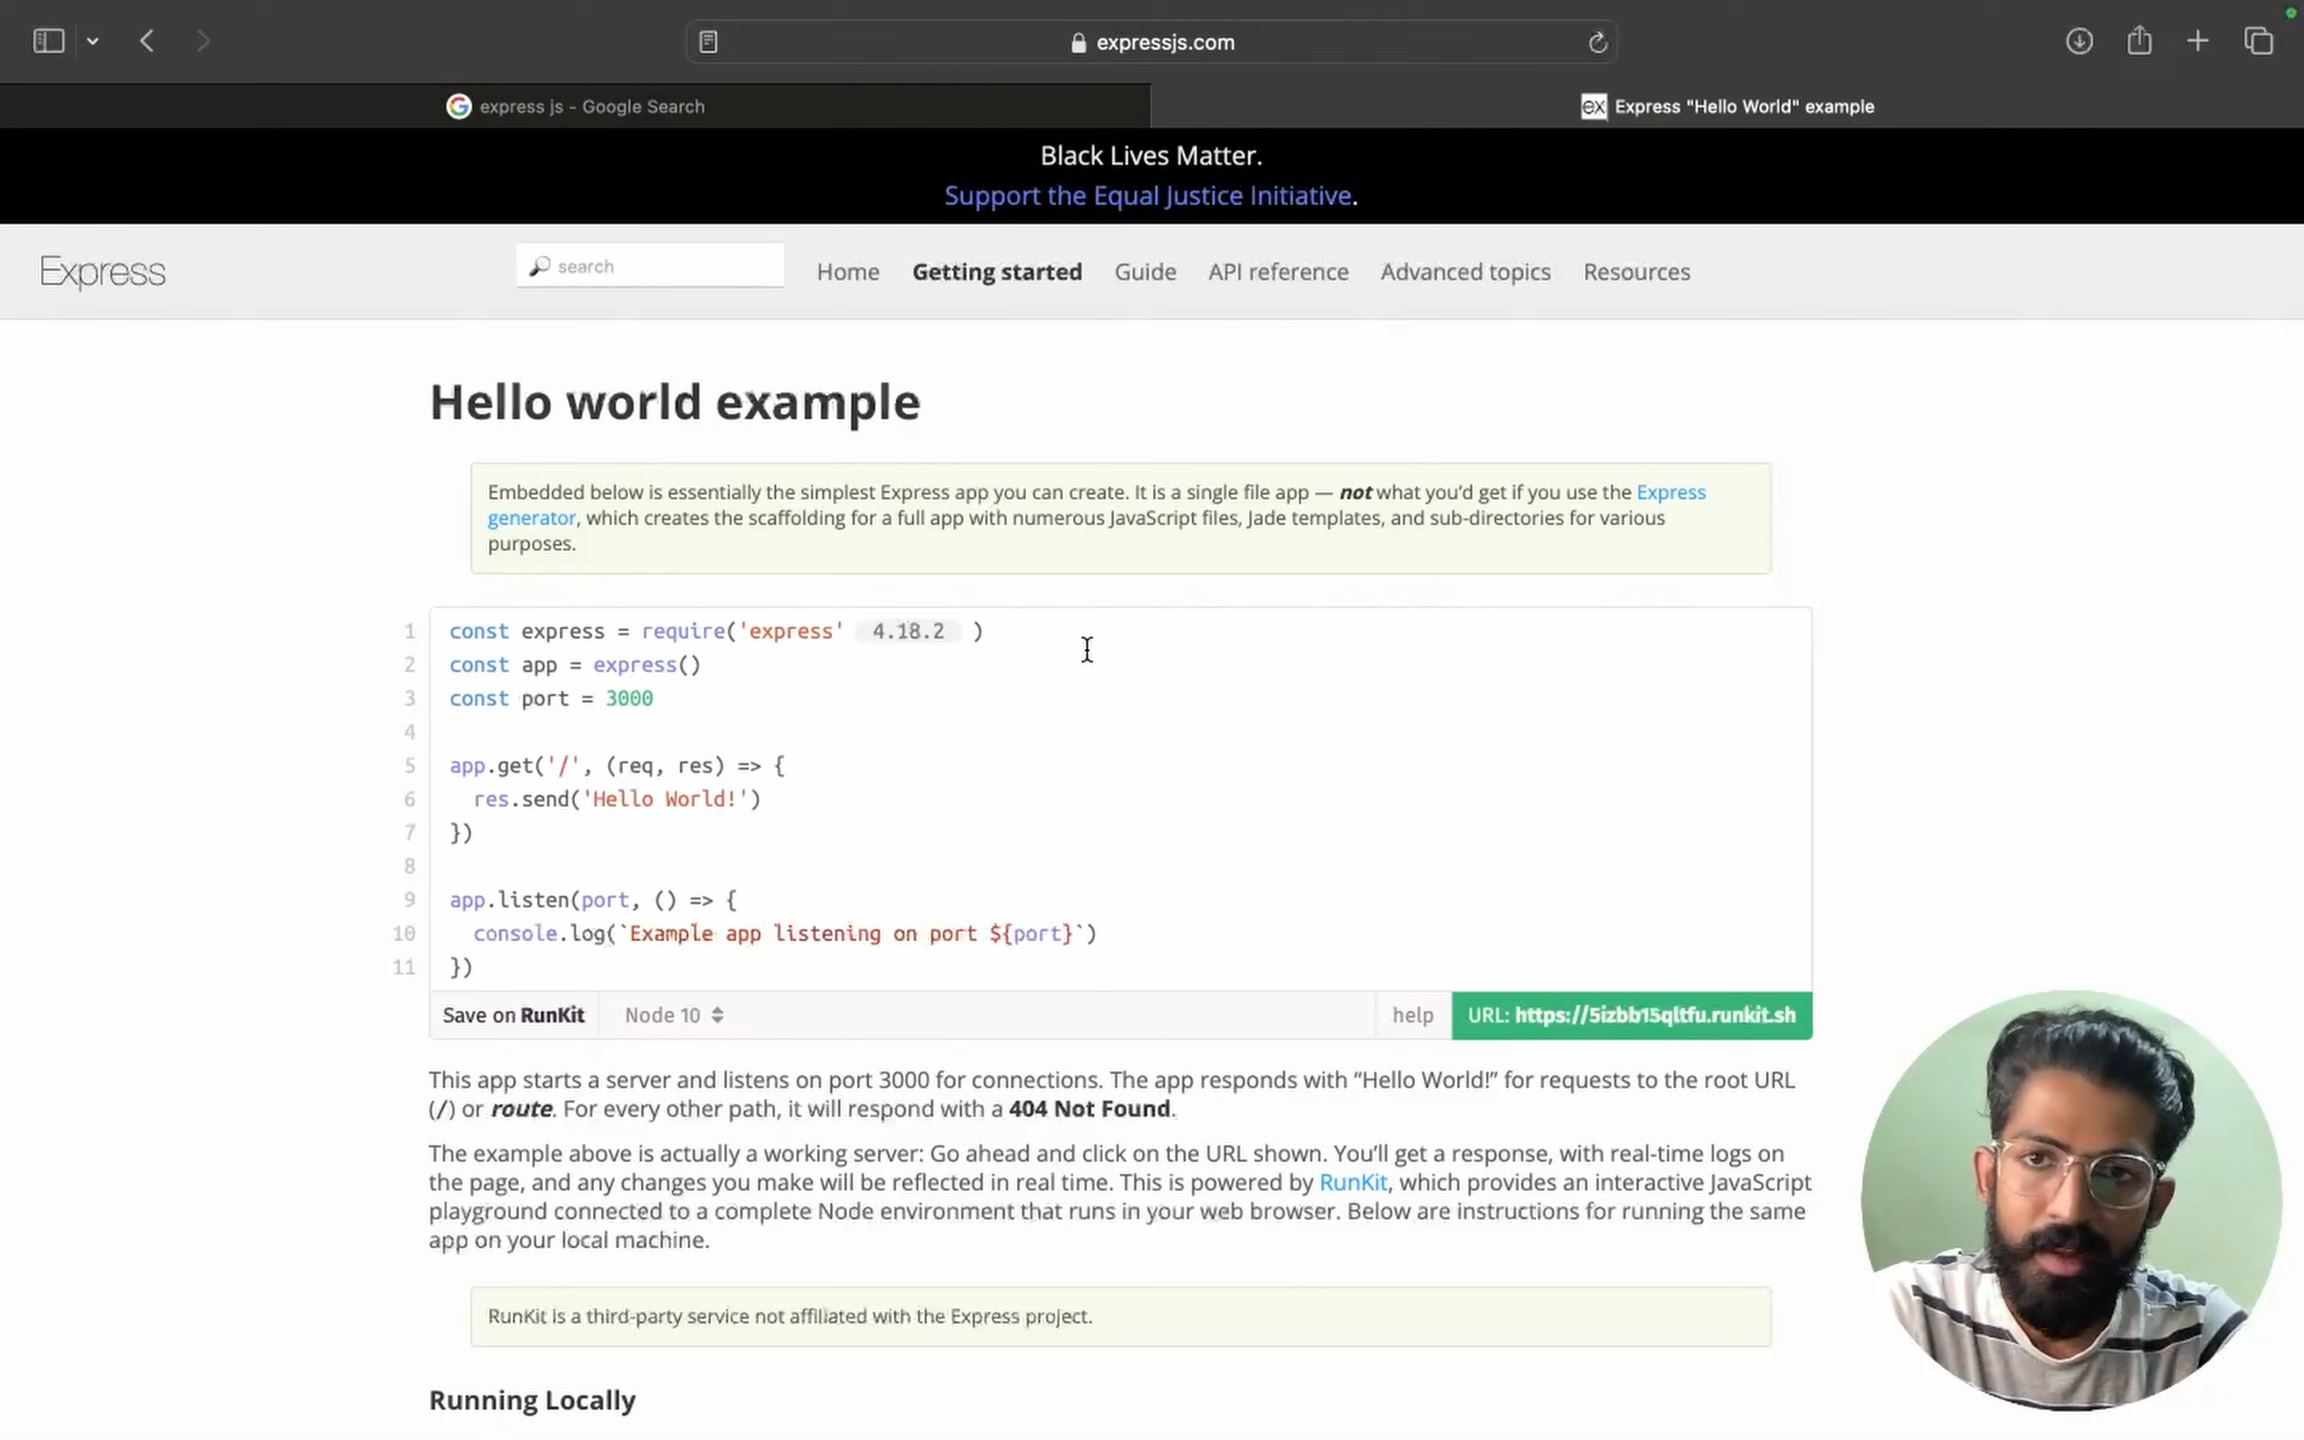 expressjs.com
express js - Google Search
ex Express "Hello World" example
Black Lives Matter.
Support the Equal Justice Initiative.
Express
search
Home Getting started Guide API reference Advanced topics Resources
Hello world example
Embedded below is essentially the simplest Express app you can create. It is a single file app — not what you’d get if you use the Express
generator, which creates the scaffolding for a full app with numerous JavaScript files, Jade templates, and sub-directories for various
purposes.
1 const express = require('express' 4.18.2 )
2 const app = express()
3 const port = 3000
4
5 app.get('/', (req, res) => {
6 res.send('Hello World!')
7 })
8
9 app.listen(port, () => {
10 console.log(`Example app listening on port ${port}`)
11 })
Save on RunKit Node 10 help URL: https://5izbb15qltfu.runkit.sh
This app starts a server and listens on port 3000 for connections. The app responds with “Hello World!” for requests to the root URL
(/) or route. For every other path, it will respond with a 404 Not Found.
The example above is actually a working server: Go ahead and click on the URL shown. You’ll get a response, with real-time logs on
the page, and any changes you make will be reflected in real time. This is powered by RunKit, which provides an interactive JavaScript
playground connected to a complete Node environment that runs in your web browser. Below are instructions for running the same
app on your local machine.
RunKit is a third-party service not affiliated with the Express project.
Running Locally